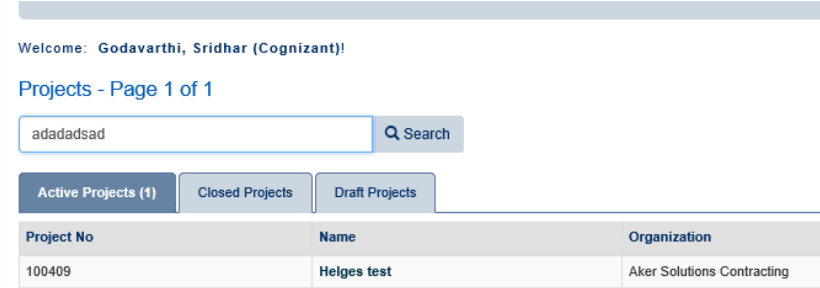 Welcome: Godavarthi, Sridhar (Cognizant)!
Projects - Page 1 of 1
adadadsad Search
Active Projects (1) Closed Projects Draft Projects
Project No Name Organization
100409 Helges test Aker Solutions Contracting